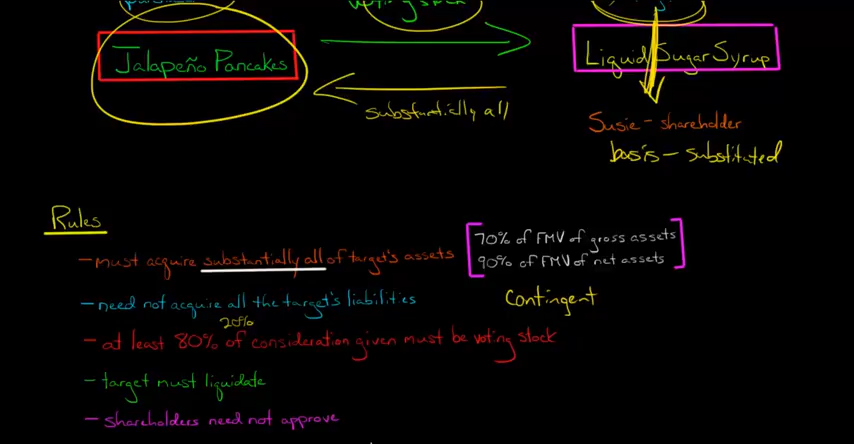 voting stock
Jalapeño Pancakes
Liquid Sugar Syrup
substantially all
Susie - shareholder
basis - substituted
Rules
- must acquire substantially all of target's assets
70% of FMV of gross assets
90% of FMV of net assets
- need not acquire all the target's liabilities
Contingent
20%
- at least 80% of consideration given must be voting stock
- target must liquidate
- shareholders need not approve